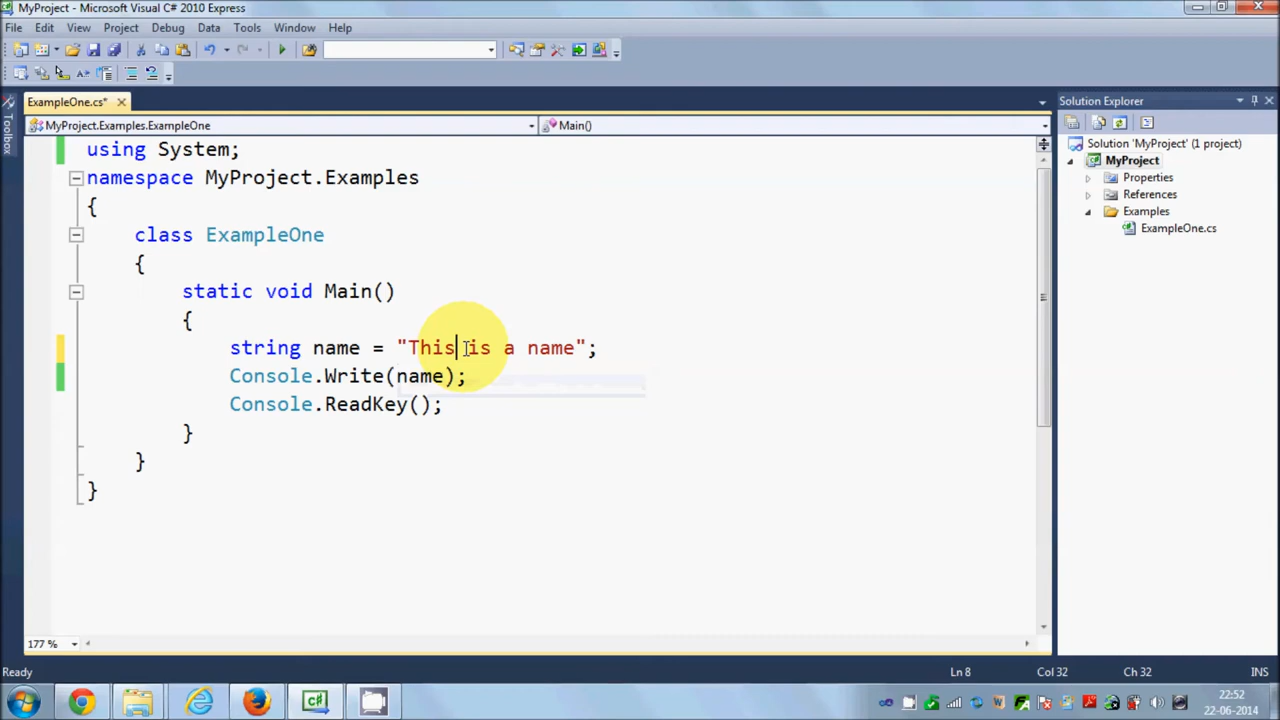 MyProject - Microsoft Visual C# 2010 Express
File Edit View Project Debug Data Tools Window Help
ExampleOne.cs*
Solution Explorer
Toolbox
MyProject.Examples.ExampleOne
Main()
using System;
namespace MyProject.Examples
{
class ExampleOne
{
static void Main()
{
string name = "This is a name";
Console.Write(name);
Console.ReadKey();
}
}
}
Solution 'MyProject' (1 project)
MyProject
Properties
References
Examples
ExampleOne.cs
177 %
Ready Ln 8 Col 32 Ch 32 INS
22:52
22-06-2014